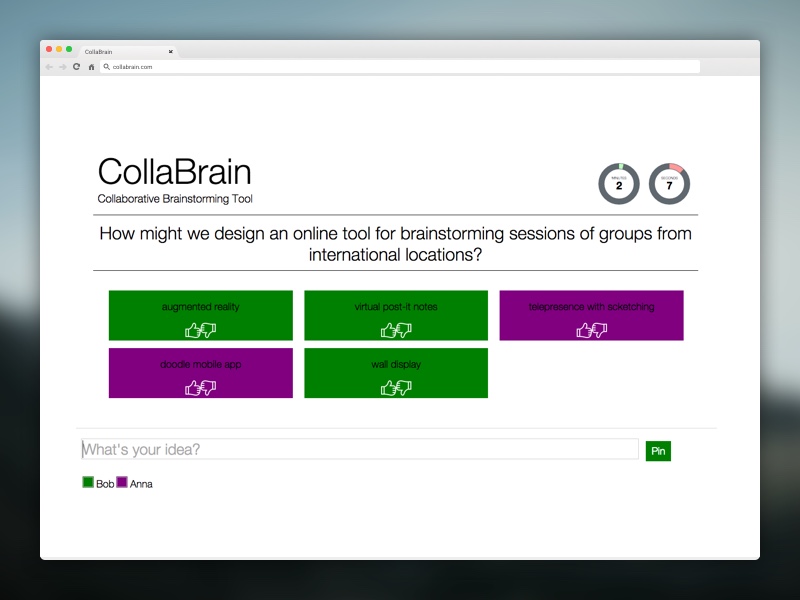 CollaBrain
collabrain.com
CollaBrain
Collaborative Brainstorming Tool
MINUTES
2
SECONDS
7
How might we design an online tool for brainstorming sessions of groups from
international locations?
augmented reality
virtual post-it notes
telepresence with scketching
doodle mobile app
wall display
What's your idea?
Pin
Bob
Anna